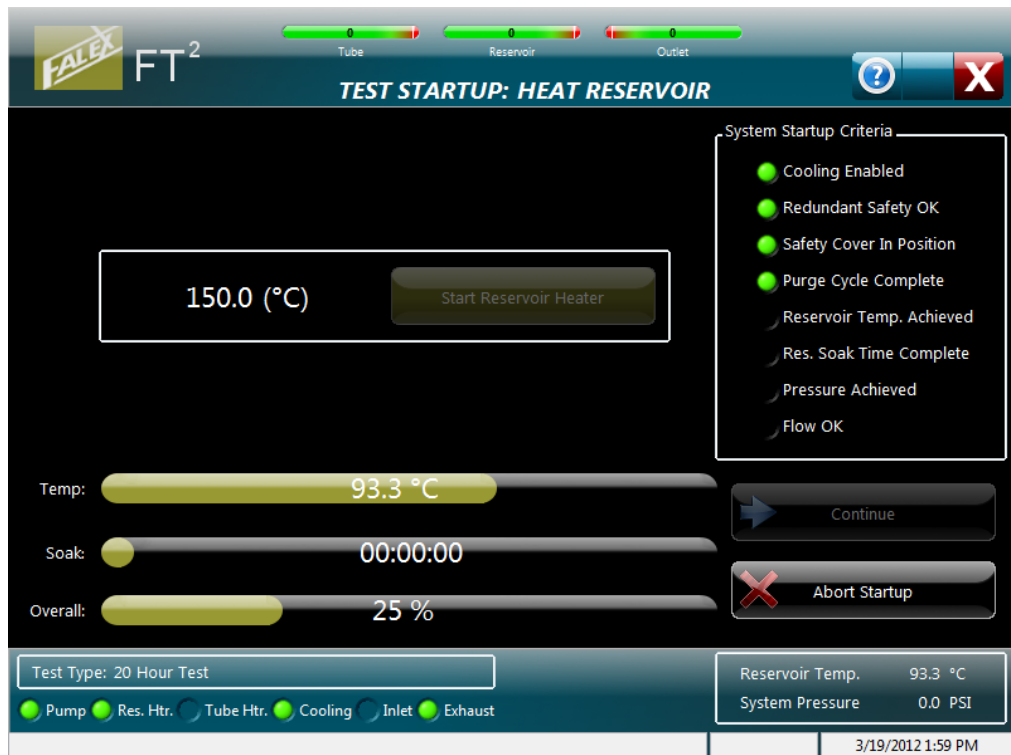 FALEX FT2
0 0 0
Tube Reservoir Outlet
TEST STARTUP: HEAT RESERVOIR
? X
System Startup Criteria
Cooling Enabled
Redundant Safety OK
Safety Cover In Position
Purge Cycle Complete
Reservoir Temp. Achieved
Res. Soak Time Complete
Pressure Achieved
Flow OK
150.0 (°C) Start Reservoir Heater
Temp: 93.3 °C
Soak: 00:00:00
Overall: 25 %
Continue
Abort Startup
Test Type: 20 Hour Test
Pump Res. Htr. Tube Htr. Cooling Inlet Exhaust
Reservoir Temp. 93.3 °C
System Pressure 0.0 PSI
3/19/2012 1:59 PM